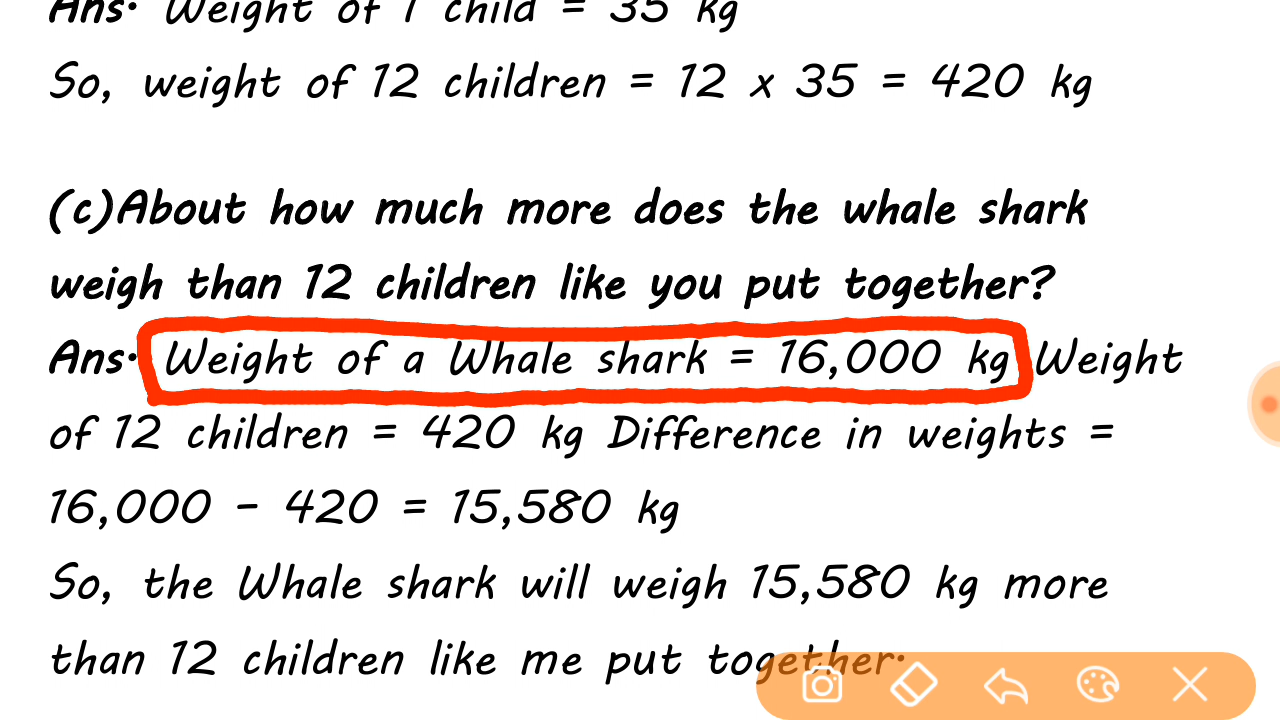 Ans. Weight of 1 child = 35 kg
So, weight of 12 children = 12 x 35 = 420 kg
(c)About how much more does the whale shark
weigh than 12 children like you put together?
Ans. Weight of a Whale shark = 16,000 kg Weight
of 12 children = 420 kg Difference in weights =
16,000 - 420 = 15,580 kg
So, the Whale shark will weigh 15,580 kg more
than 12 children like me put together.